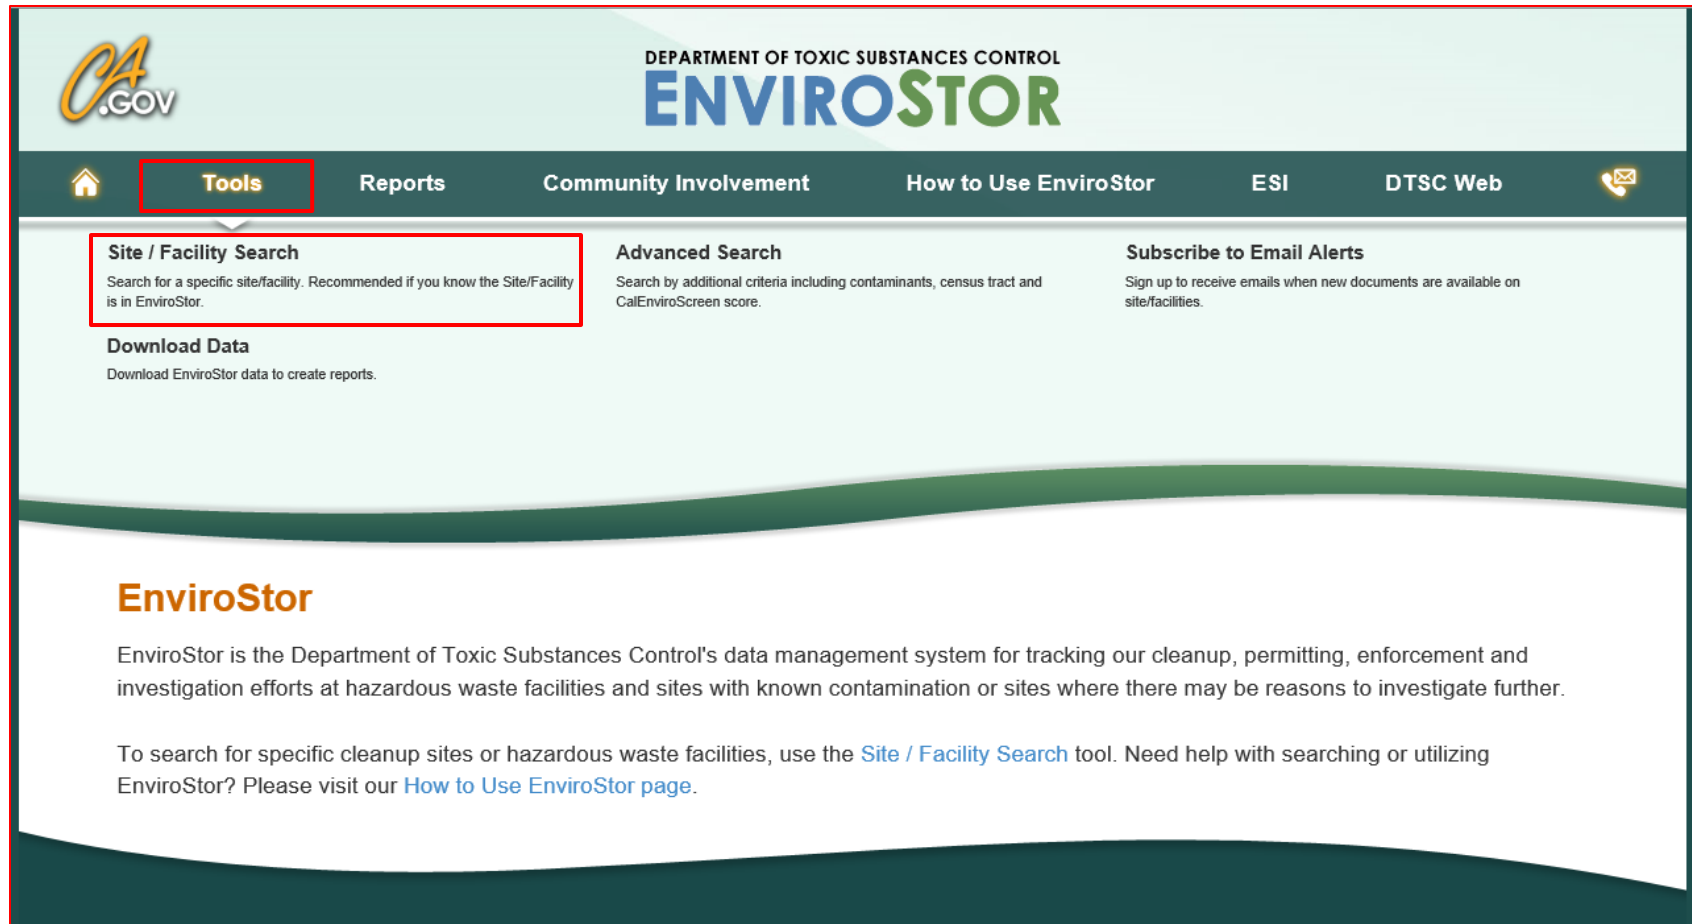 CA.GOV
DEPARTMENT OF TOXIC SUBSTANCES CONTROL
ENVIROSTOR
Tools Reports Community Involvement How to Use EnviroStor ESI DTSC Web
Site / Facility Search
Search for a specific site/facility. Recommended if you know the Site/Facility
is in EnviroStor.
Advanced Search
Search by additional criteria including contaminants, census tract and
CalEnviroScreen score.
Subscribe to Email Alerts
Sign up to receive emails when new documents are available on
site/facilities.
Download Data
Download EnviroStor data to create reports.
EnviroStor
EnviroStor is the Department of Toxic Substances Control's data management system for tracking our cleanup, permitting, enforcement and
investigation efforts at hazardous waste facilities and sites with known contamination or sites where there may be reasons to investigate further.
To search for specific cleanup sites or hazardous waste facilities, use the Site / Facility Search tool. Need help with searching or utilizing
EnviroStor? Please visit our How to Use EnviroStor page.